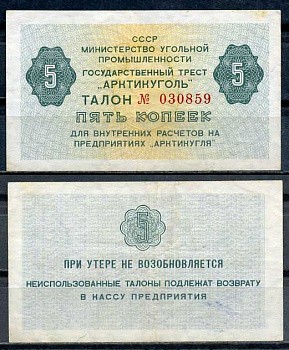 СССР
МИНИСТЕРСТВО УГОЛЬНОЙ
ПРОМЫШЛЕННОСТИ
ГОСУДАРСТВЕННЫЙ ТРЕСТ
5 „АРКТИКУГОЛЬ" 5
ТАЛОН № 030859
ПЯТЬ КОПЕЕК
ДЛЯ ВНУТРЕННИХ РАСЧЕТОВ НА
ПРЕДПРИЯТИЯХ „АРКТИКУГЛЯ"
5
ПРИ УТЕРЕ НЕ ВОЗОБНОВЛЯЕТСЯ
НЕИСПОЛЬЗОВАННЫЕ ТАЛОНЫ ПОДЛЕЖАТ ВОЗВРАТУ
В КАССУ ПРЕДПРИЯТИЯ